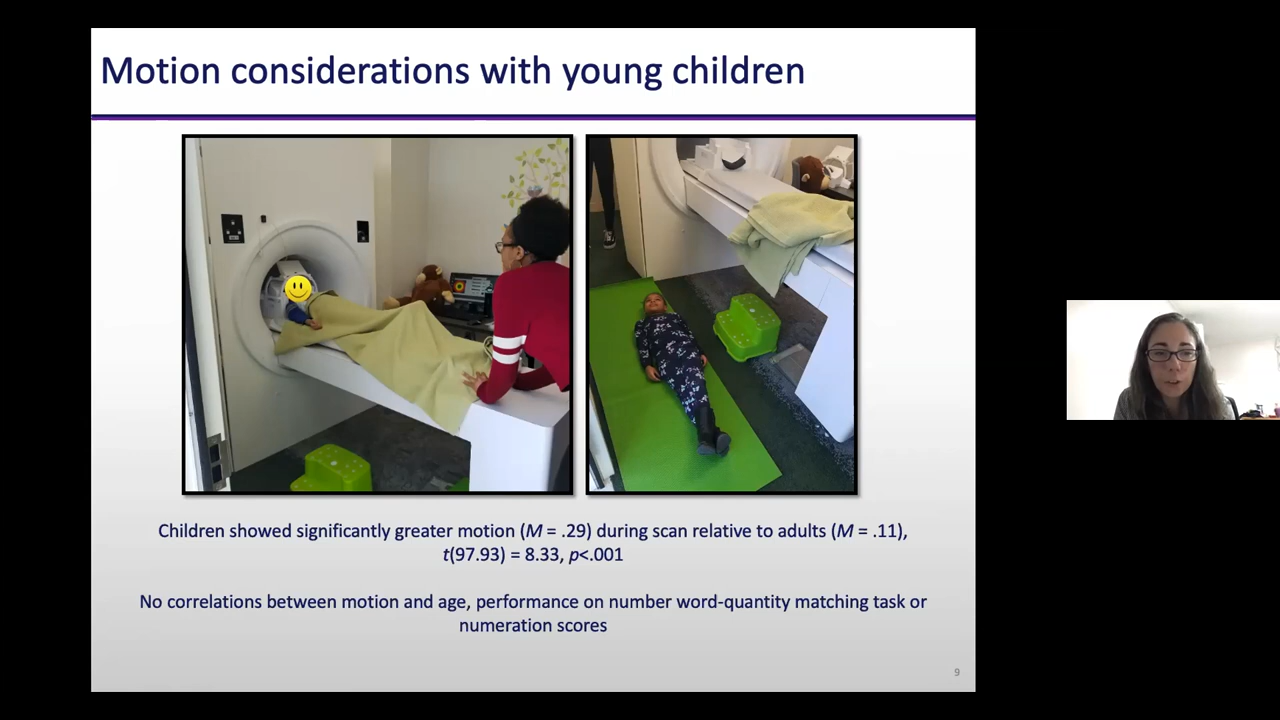 Motion considerations with young children
Children showed significantly greater motion (M = .29) during scan relative to adults (M = .11),
t(97.93) = 8.33, p<.001
No correlations between motion and age, performance on number word-quantity matching task or
numeration scores
9